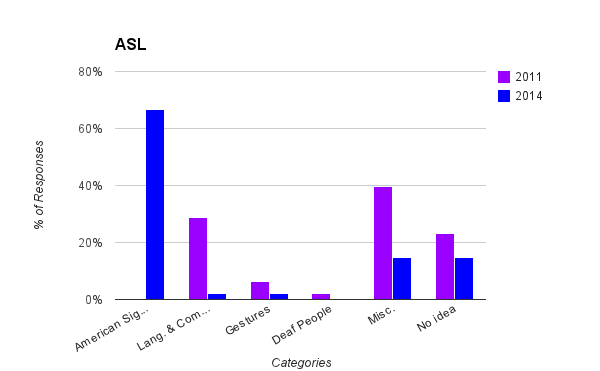 ASL
80%
60%
40%
20%
0%
% of Responses
American Sig...
Lang. & Com...
Gestures
Deaf People
Misc.
No idea
Categories
2011
2014